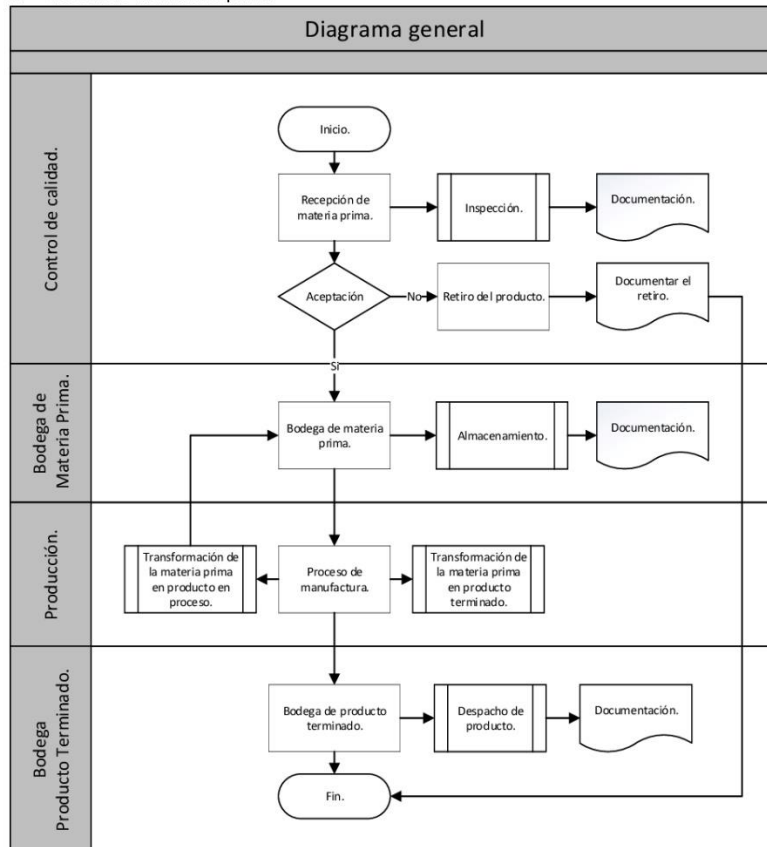 Diagrama general
Control de calidad.
Inicio.
Recepción de
materia prima.
Inspección.
Documentación.
Aceptación
No
Retiro del producto.
Documentar el
retiro.
Si
Bodega de
Materia Prima.
Bodega de materia
prima.
Almacenamiento.
Documentación.
Producción.
Transformación de
la materia prima
en producto en
proceso.
Proceso de
manufactura.
Transformación de
la materia prima
en producto
terminado.
Bodega
Producto Terminado.
Bodega de producto
terminado.
Despacho de
producto.
Documentación.
Fin.